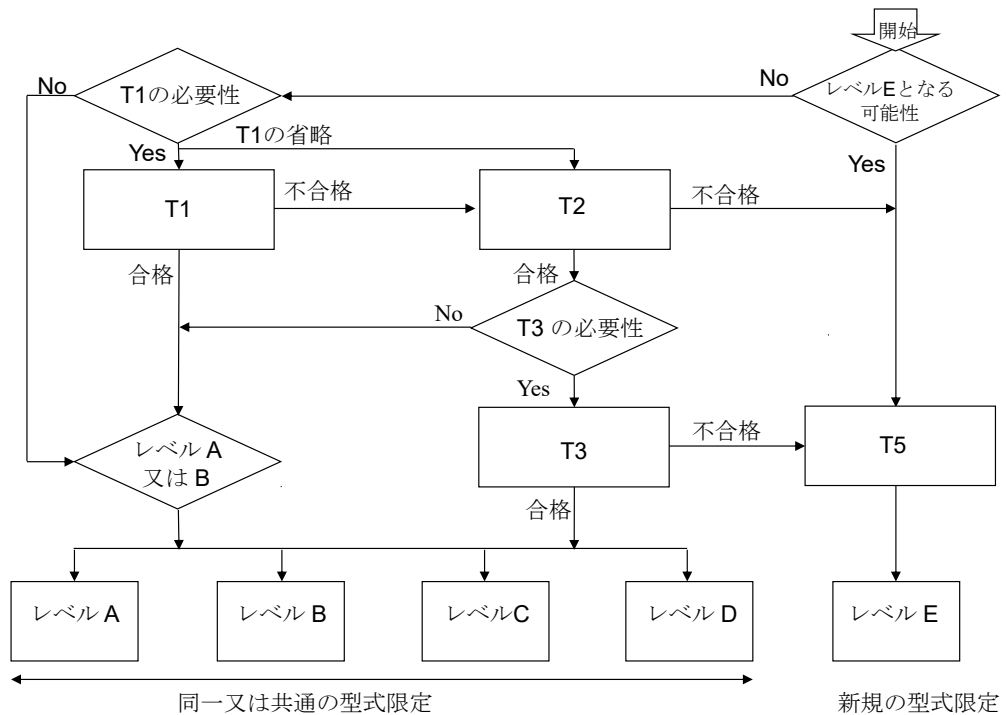 開始
レベルEとなる
可能性
No
Yes
T1の必要性
No
Yes
T1の省略
T1
不合格
合格
T2
不合格
合格
T3 の必要性
No
Yes
T3
不合格
合格
T5
レベル A
又は B
レベル A
レベル B
レベルC
レベル D
レベル E
同一又は共通の型式限定
新規の型式限定